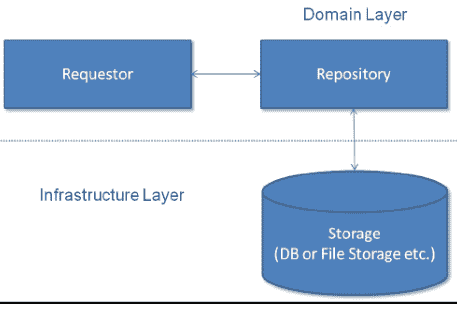 Domain Layer
Requestor
Repository
Infrastructure Layer
Storage
(DB or File Storage etc.)